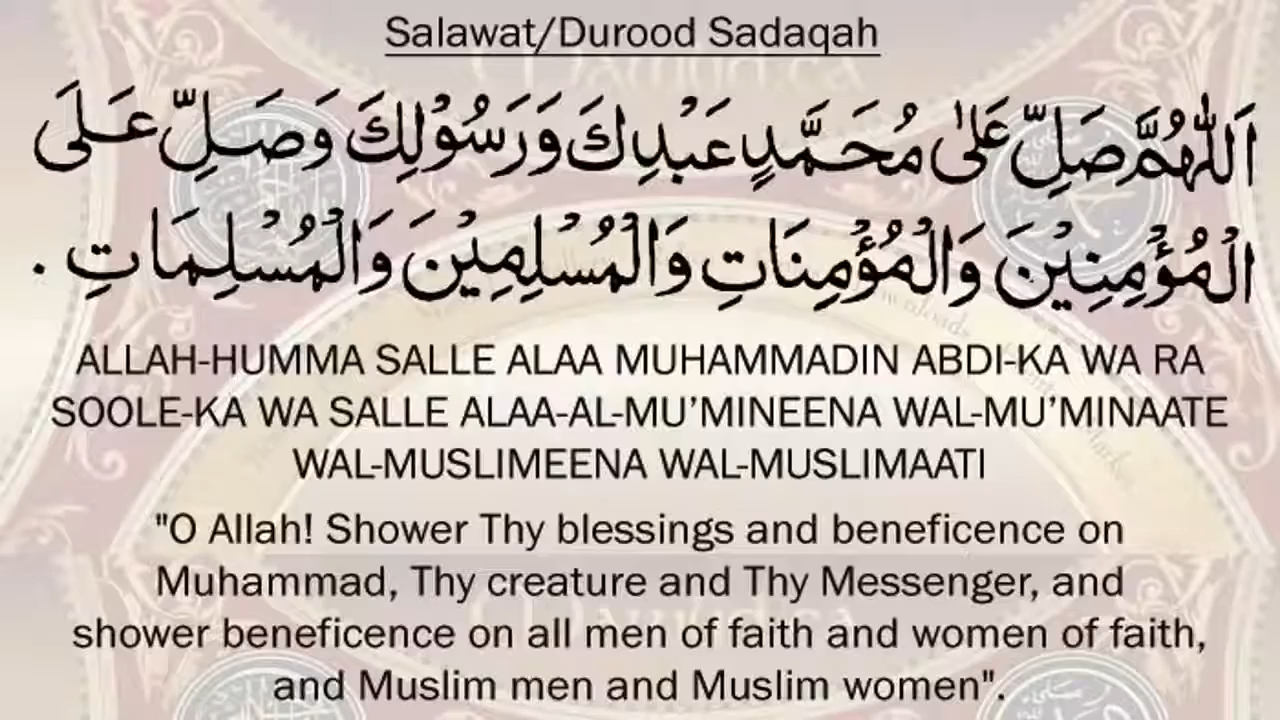 Salawat/Durood Sadaqah
اَللّٰهُمَّ صَلِّ عَلٰى مُحَمَّدٍ عَبْدِكَ وَرَسُوْلِكَ وَصَلِّ عَلَى
الْمُؤْمِنِيْنَ وَالْمُؤْمِنَاتِ وَالْمُسْلِمِيْنَ وَالْمُسْلِمَاتِ .
ALLAH-HUMMA SALLE ALAA MUHAMMADIN ABDI-KA WA RA
SOOLE-KA WA SALLE ALAA-AL-MU’MINEENA WAL-MU’MINAATE
WAL-MUSLIMEENA WAL-MUSLIMAATI
"O Allah! Shower Thy blessings and beneficence on
Muhammad, Thy creature and Thy Messenger, and
shower beneficence on all men of faith and women of faith,
and Muslim men and Muslim women".